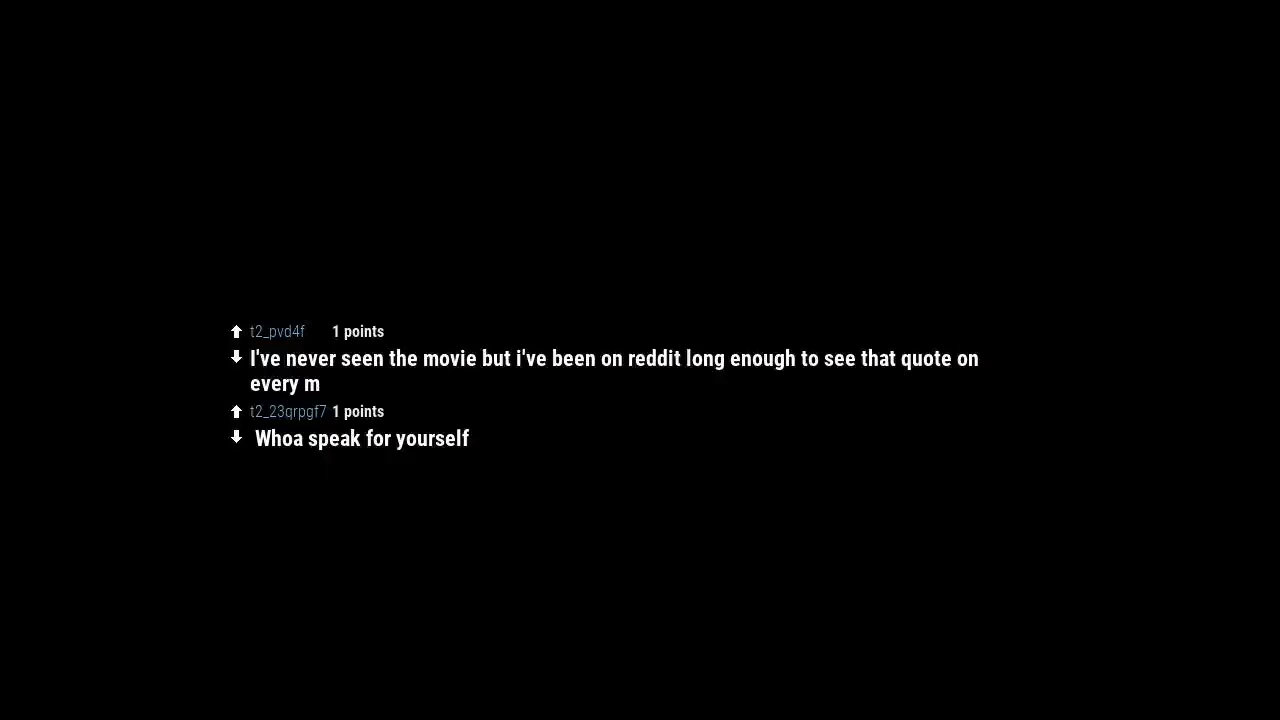 t2_pvd4f 1 points
I've never seen the movie but i've been on reddit long enough to see that quote on
every m
t2_23qrpgf7 1 points
Whoa speak for yourself